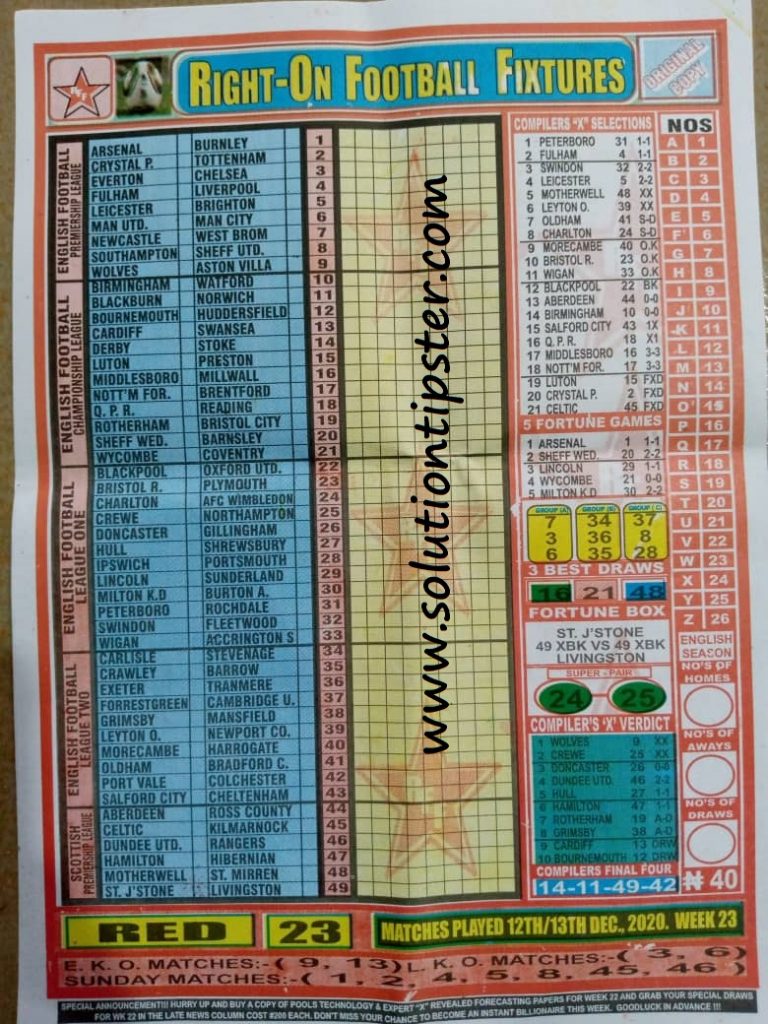 RFF
RIGHT-ON FOOTBALL FIXTURES
ORIGINAL COPY
ENGLISH FOOTBALL PREMIERSHIP LEAGUE
ARSENAL BURNLEY 1
CRYSTAL P. TOTTENHAM 2
EVERTON CHELSEA 3
FULHAM LIVERPOOL 4
LEICESTER BRIGHTON 5
MAN UTD. MAN CITY 6
NEWCASTLE WEST BROM 7
SOUTHAMPTON SHEFF UTD. 8
WOLVES ASTON VILLA 9
ENGLISH FOOTBALL CHAMPIONSHIP LEAGUE
BIRMINGHAM WATFORD 10
BLACKBURN NORWICH 11
BOURNEMOUTH HUDDERSFIELD 12
CARDIFF SWANSEA 13
DERBY STOKE 14
LUTON PRESTON 15
MIDDLESBORO MILLWALL 16
NOTT'M FOR. BRENTFORD 17
Q. P. R. READING 18
ROTHERHAM BRISTOL CITY 19
SHEFF WED. BARNSLEY 20
WYCOMBE COVENTRY 21
ENGLISH FOOTBALL LEAGUE ONE
BLACKPOOL OXFORD UTD. 22
BRISTOL R. PLYMOUTH 23
CHARLTON AFC WIMBLEDON 24
CREWE NORTHAMPTON 25
DONCASTER GILLINGHAM 26
HULL SHREWSBURY 27
IPSWICH PORTSMOUTH 28
LINCOLN SUNDERLAND 29
MILTON K.D BURTON A. 30
PETERBORO ROCHDALE 31
SWINDON FLEETWOOD 32
WIGAN ACCRINGTON S 33
ENGLISH FOOTBALL LEAGUE TWO
CARLISLE STEVENAGE 34
CRAWLEY BARROW 35
EXETER TRANMERE 36
FORRESTGREEN CAMBRIDGE U. 37
GRIMSBY MANSFIELD 38
LEYTON O. NEWPORT CO. 39
MORECAMBE HARROGATE 40
OLDHAM BRADFORD C. 41
PORT VALE COLCHESTER 42
SALFORD CITY CHELTENHAM 43
SCOTTISH PREMIERSHIP LEAGUE
ABERDEEN ROSS COUNTY 44
CELTIC KILMARNOCK 45
DUNDEE UTD. RANGERS 46
HAMILTON HIBERNIAN 47
MOTHERWELL ST. MIRREN 48
ST. J'STONE LIVINGSTON 49
www.solutiontipster.com
COMPILERS "X" SELECTIONS
1 PETERBORO 31 1-1
2 FULHAM 4 1-1
3 SWINDON 32 2-2
4 LEICESTER 5 2-2
5 MOTHERWELL 48 XX
6 LEYTON O. 39 XX
7 OLDHAM 41 S-D
8 CHARLTON 24 S-D
9 MORECAMBE 40 O.K
10 BRISTOL R. 23 O.K
11 WIGAN 33 O.K
12 BLACKPOOL 22 BK
13 ABERDEEN 44 0-0
14 BIRMINGHAM 10 0-0
15 SALFORD CITY 43 1X
16 Q. P. R. 18 X1
17 MIDDLESBORO 16 3-3
18 NOTT'M FOR. 17 3-3
19 LUTON 15 FXD
20 CRYSTAL P. 2 FXD
21 CELTIC 45 FXD
5 FORTUNE GAMES
1 ARSENAL 1 1-1
2 SHEFF WED. 20 2-2
3 LINCOLN 29 1-1
4 WYCOMBE 21 0-0
5 MILTON K.D 30 2-2
GROUP (A) GROUP (B) GROUP (C)
7 34 37
3 36 8
6 35 28
3 BEST DRAWS
16 21 48
FORTUNE BOX
ST. J'STONE
49 XBK VS 49 XBK
LIVINGSTON
SUPER - PAIR
24 25
COMPILER'S 'X' VERDICT
1 WOLVES 9 XX
2 CREWE 25 XX
3 DONCASTER 26 0-0
4 DUNDEE UTD. 46 2-2
5 HULL 27 1-1
6 HAMILTON 47 1-1
7 ROTHERHAM 19 A-D
8 GRIMSBY 38 A-D
9 CARDIFF 13 DRW
10 BOURNEMOUTH 12 DRW
COMPILERS FINAL FOUR
14-11-49-42
NOS
A 1
B 2
C 3
D 4
E 5
F 6
G 7
H 8
I 9
J 10
K 11
L 12
M 13
N 14
O 15
P 16
Q 17
R 18
S 19
T 20
U 21
V 22
W 23
X 24
Y 25
Z 26
ENGLISH SEASON
NO'S OF HOMES
NO'S OF AWAYS
NO'S OF DRAWS
₦ 40
RED 23 MATCHES PLAYED 12TH/13TH DEC., 2020. WEEK 23
E. K. O. MATCHES:-( 9, 13) L. K. O. MATCHES:-( 3, 6)
SUNDAY MATCHES:-( 1, 2, 4, 5, 8, 45, 46 )
SPECIAL ANNOUNCEMENT!!! HURRY UP AND BUY A COPY OF POOLS TECHNOLOGY & EXPERT "X" REVEALED FORECASTING PAPERS FOR WEEK 22 AND GRAB YOUR SPECIAL DRAWS
FOR WK 22 IN THE LATE NEWS COLUMN COST #200 EACH, DON'T MISS YOUR CHANCE TO BECOME AN INSTANT BILLIONAIRE THIS WEEK. GOODLUCK IN ADVANCE !!!